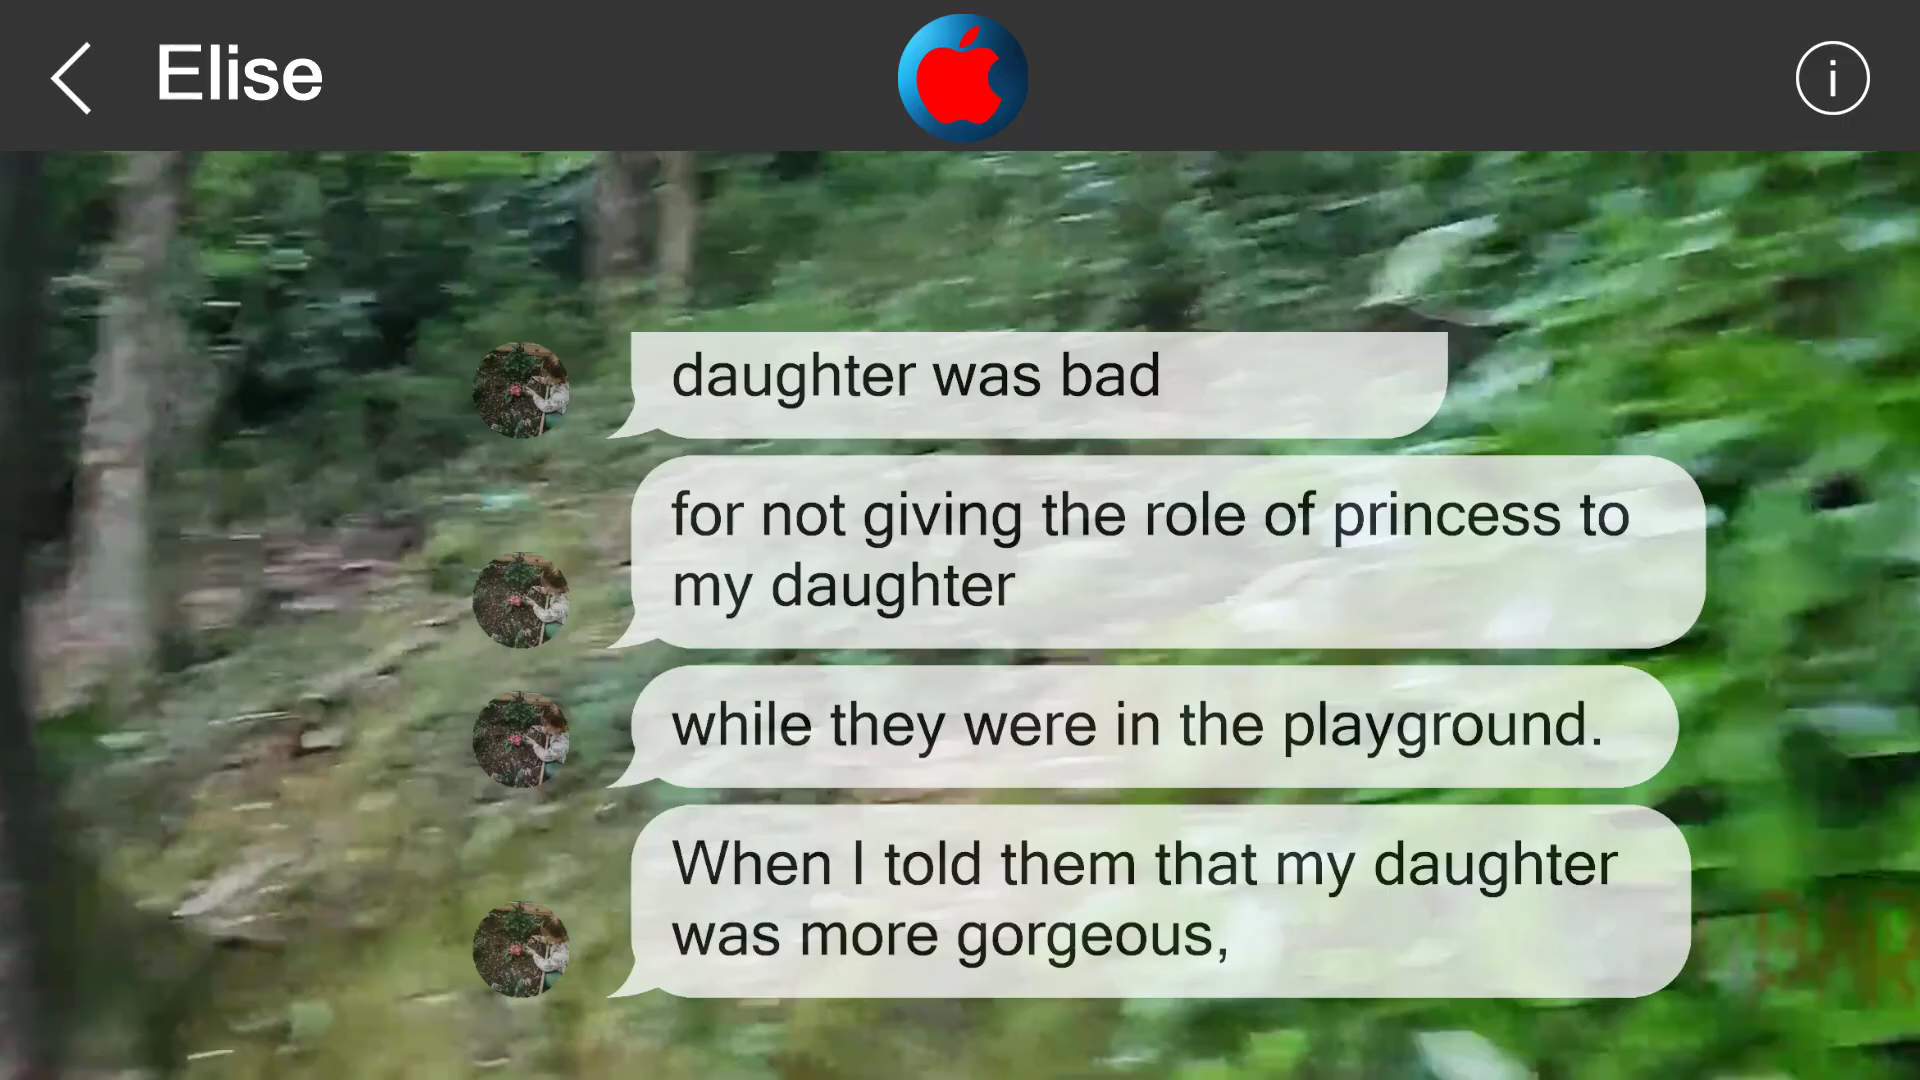 Elise
i
daughter was bad
for not giving the role of princess to
my daughter
while they were in the playground.
When I told them that my daughter
was more gorgeous,